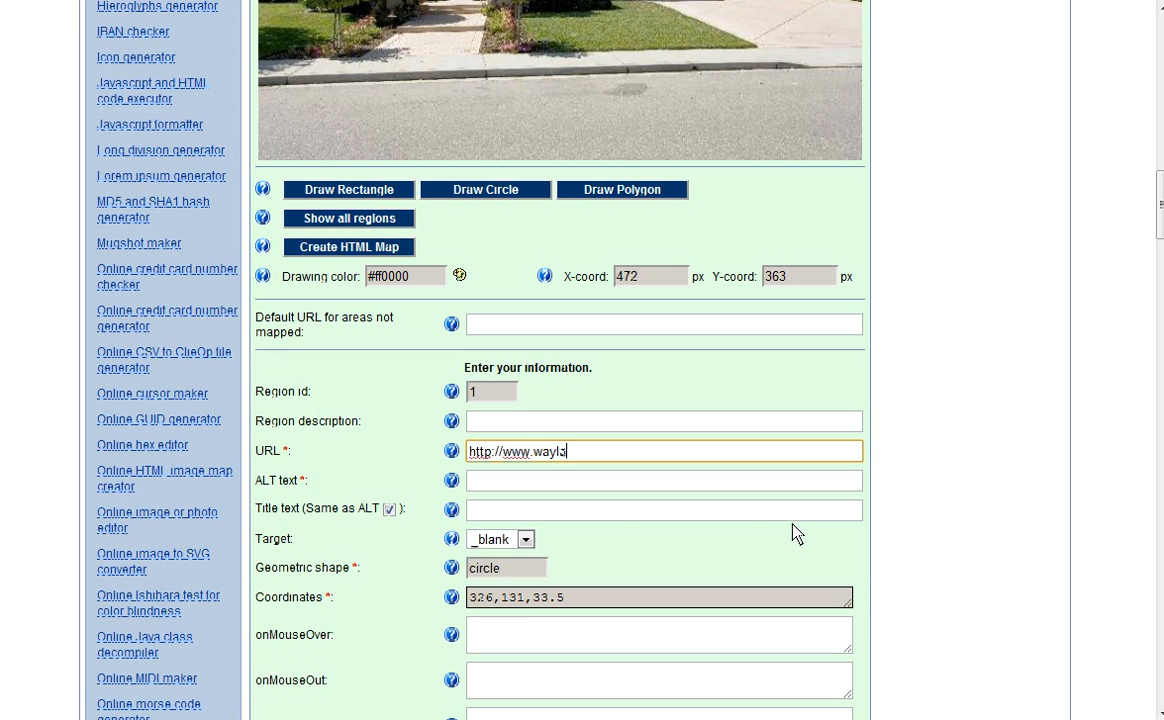 Hieroglyphs generator
IBAN checker
Icon generator
Javascript and HTML
code executor
Javascript formatter
Long division generator
Lorem ipsum generator
MD5 and SHA1 hash
generator
Mugshot maker
Online credit card number
checker
Online credit card number
generator
Online CSV to ClieOp file
generator
Online cursor maker
Online GUID generator
Online hex editor
Online HTML image map
creator
Online image or photo
editor
Online image to SVG
converter
Online Ishihara test for
color blindness
Online Java class
decompiler
Online MIDI maker
Online morse code
generator
Draw Rectangle Draw Circle Draw Polygon
Show all regions
Create HTML Map
Drawing color: #ff0000 X-coord: 472 px Y-coord: 363 px
Default URL for areas not
mapped:
Enter your information.
Region id: 1
Region description:
URL *: http://www.wayla
ALT text *:
Title text (Same as ALT ):
Target: _blank
Geometric shape *: circle
Coordinates *: 326,131,33.5
onMouseOver:
onMouseOut: